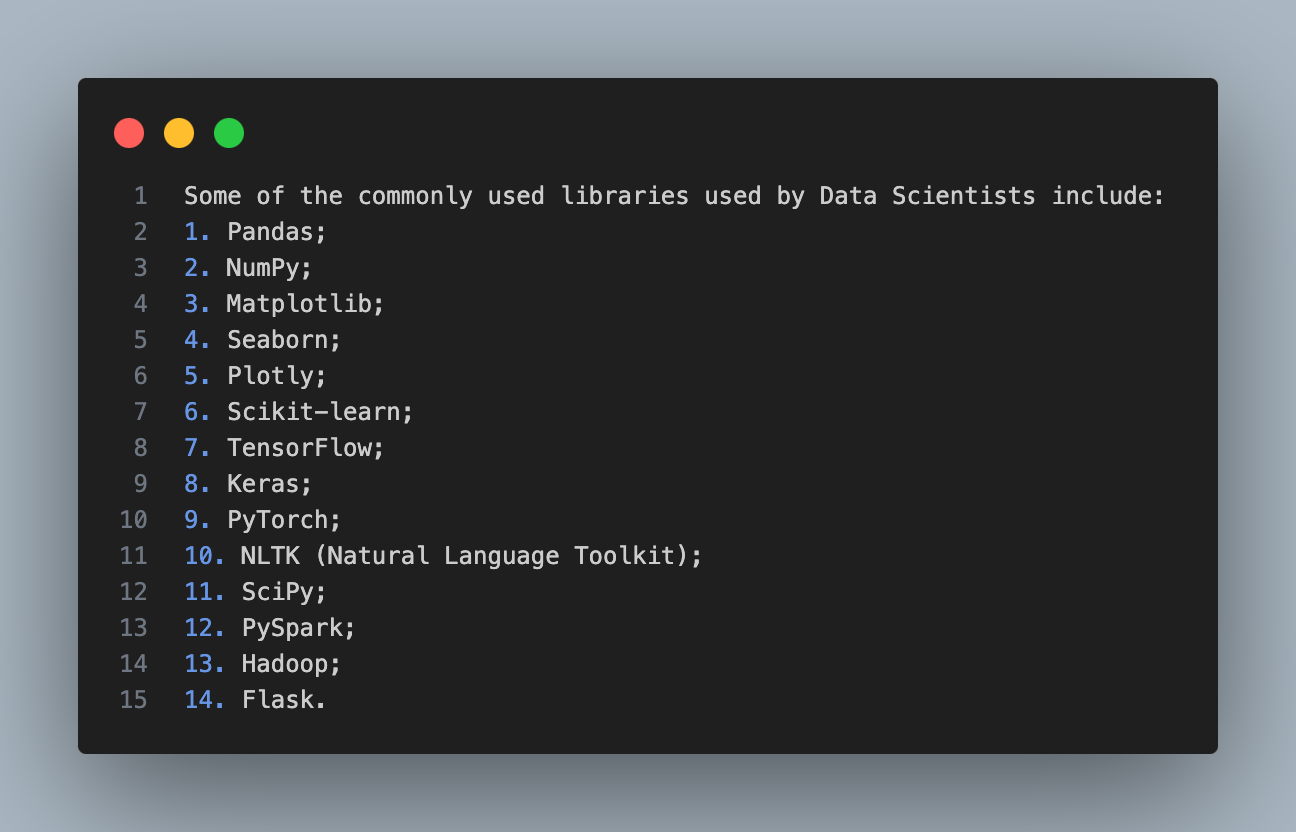 1 Some of the commonly used libraries used by Data Scientists include:
2 1. Pandas;
3 2. NumPy;
4 3. Matplotlib;
5 4. Seaborn;
6 5. Plotly;
7 6. Scikit-learn;
8 7. TensorFlow;
9 8. Keras;
10 9. PyTorch;
11 10. NLTK (Natural Language Toolkit);
12 11. SciPy;
13 12. PySpark;
14 13. Hadoop;
15 14. Flask.